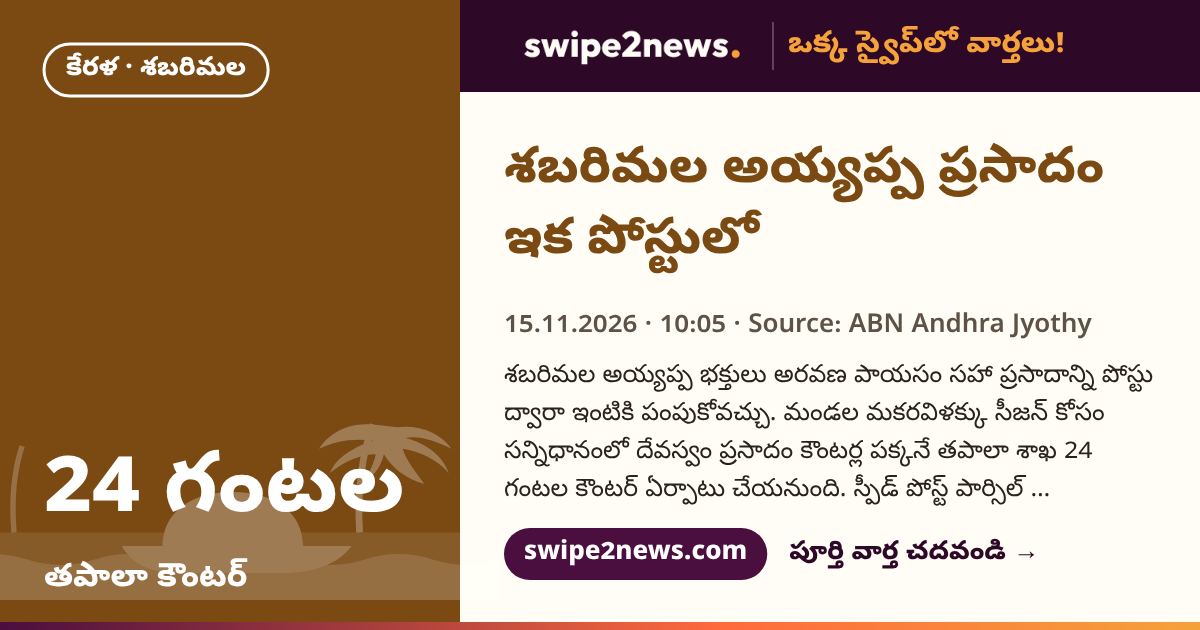 కేరళ · శబరిమల
24 గంటల
తపాలా కౌంటర్
swipe2news.
ఒక్క స్వైప్‌లో వార్తలు!
శబరిమల అయ్యప్ప ప్రసాదం
ఇక పోస్టులో
15.11.2026 · 10:05 · Source: ABN Andhra Jyothy
శబరిమల అయ్యప్ప భక్తులు అరవణ పాయసం సహా ప్రసాదాన్ని పోస్టు
ద్వారా ఇంటికి పంపుకోవచ్చు. మండల మకరవిళక్కు సీజన్ కోసం
సన్నిధానంలో దేవస్వం ప్రసాదం కౌంటర్ల పక్కనే తపాలా శాఖ 24
గంటల కౌంటర్ ఏర్పాటు చేయనుంది. స్పీడ్ పోస్ట్ పార్సిల్ ...
swipe2news.com
పూర్తి వార్త చదవండి →